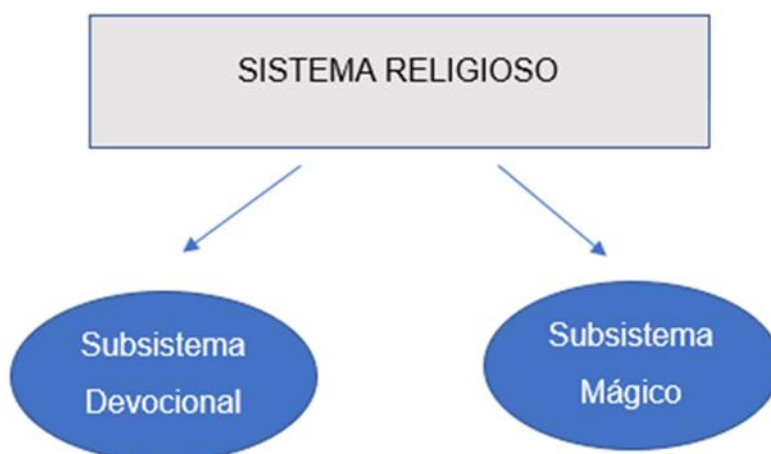 SISTEMA RELIGIOSO
Subsistema
Devocional
Subsistema
Mágico